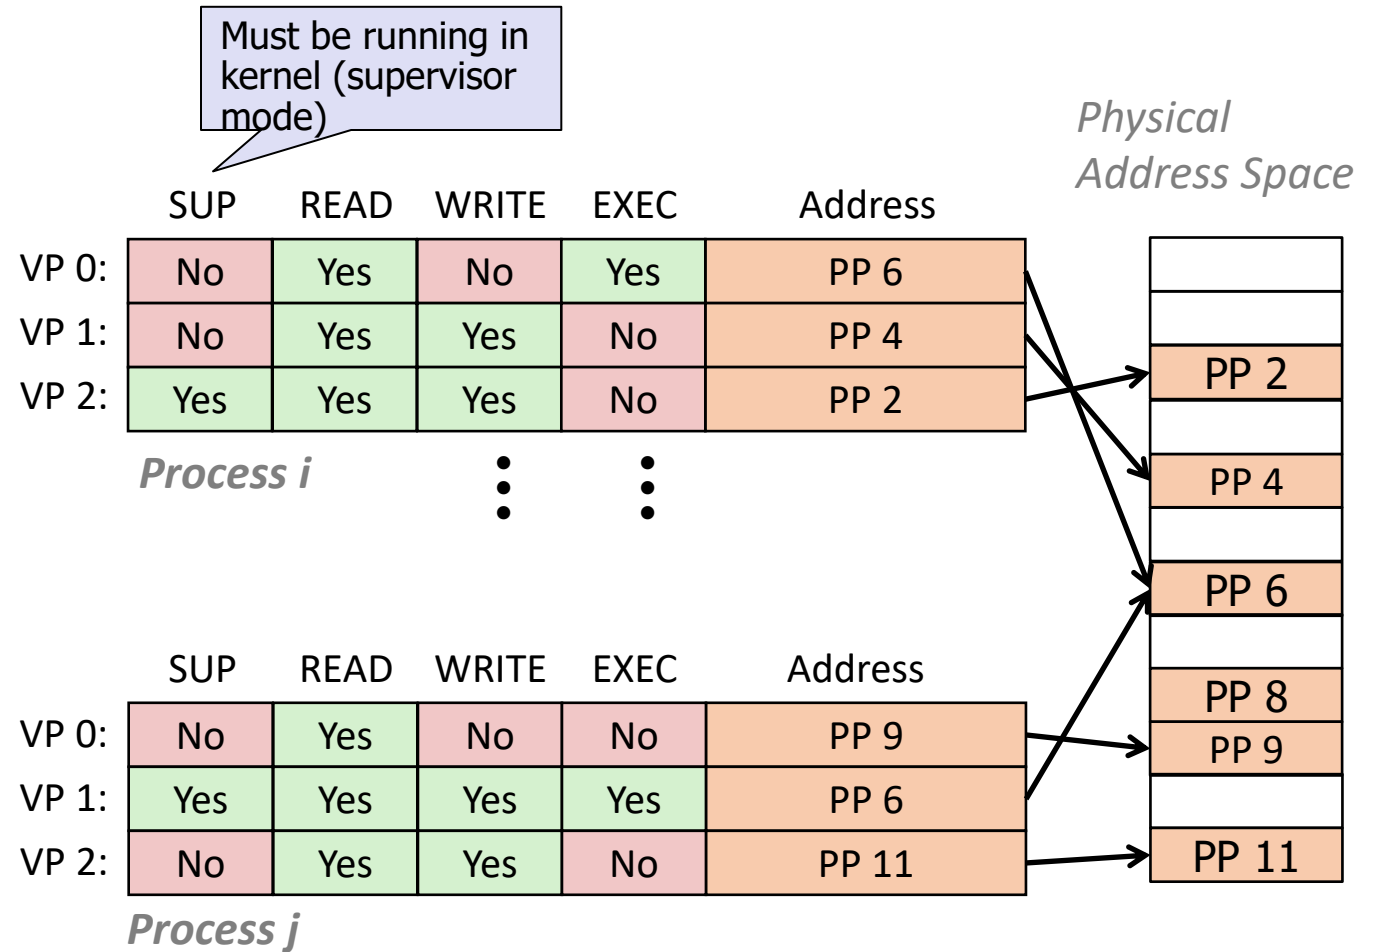 Must be running in
kernel (supervisor
mode)
Physical
Address Space
SUP READ WRITE EXEC Address
VP 0: No Yes No Yes PP 6
VP 1: No Yes Yes No PP 4
VP 2: Yes Yes Yes No PP 2
Process i
PP 2
PP 4
PP 6
PP 8
PP 9
PP 11
SUP READ WRITE EXEC Address
VP 0: No Yes No No PP 9
VP 1: Yes Yes Yes Yes PP 6
VP 2: No Yes Yes No PP 11
Process j